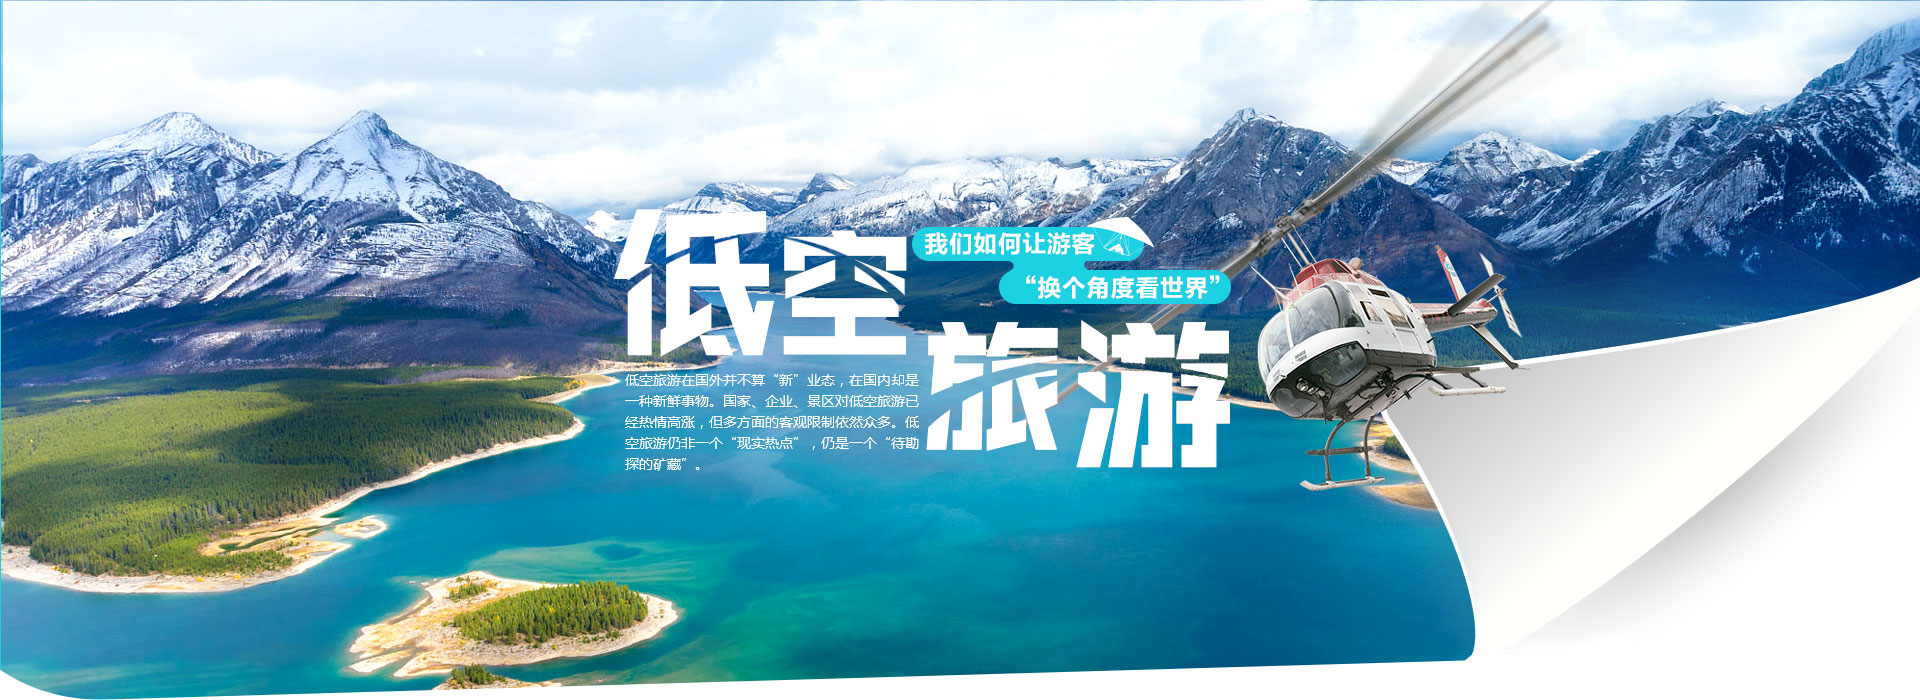 低空
我们如何让游客
“换个角度看世界”
旅游
低空旅游在国外并不算“新”业态，在国内却是
一种新鲜事物。国家、企业、景区对低空旅游已
经热情高涨，但多方面的客观限制依然众多。低
空旅游仍非一个“现实热点”，仍是一个“待勘
探的矿藏”。